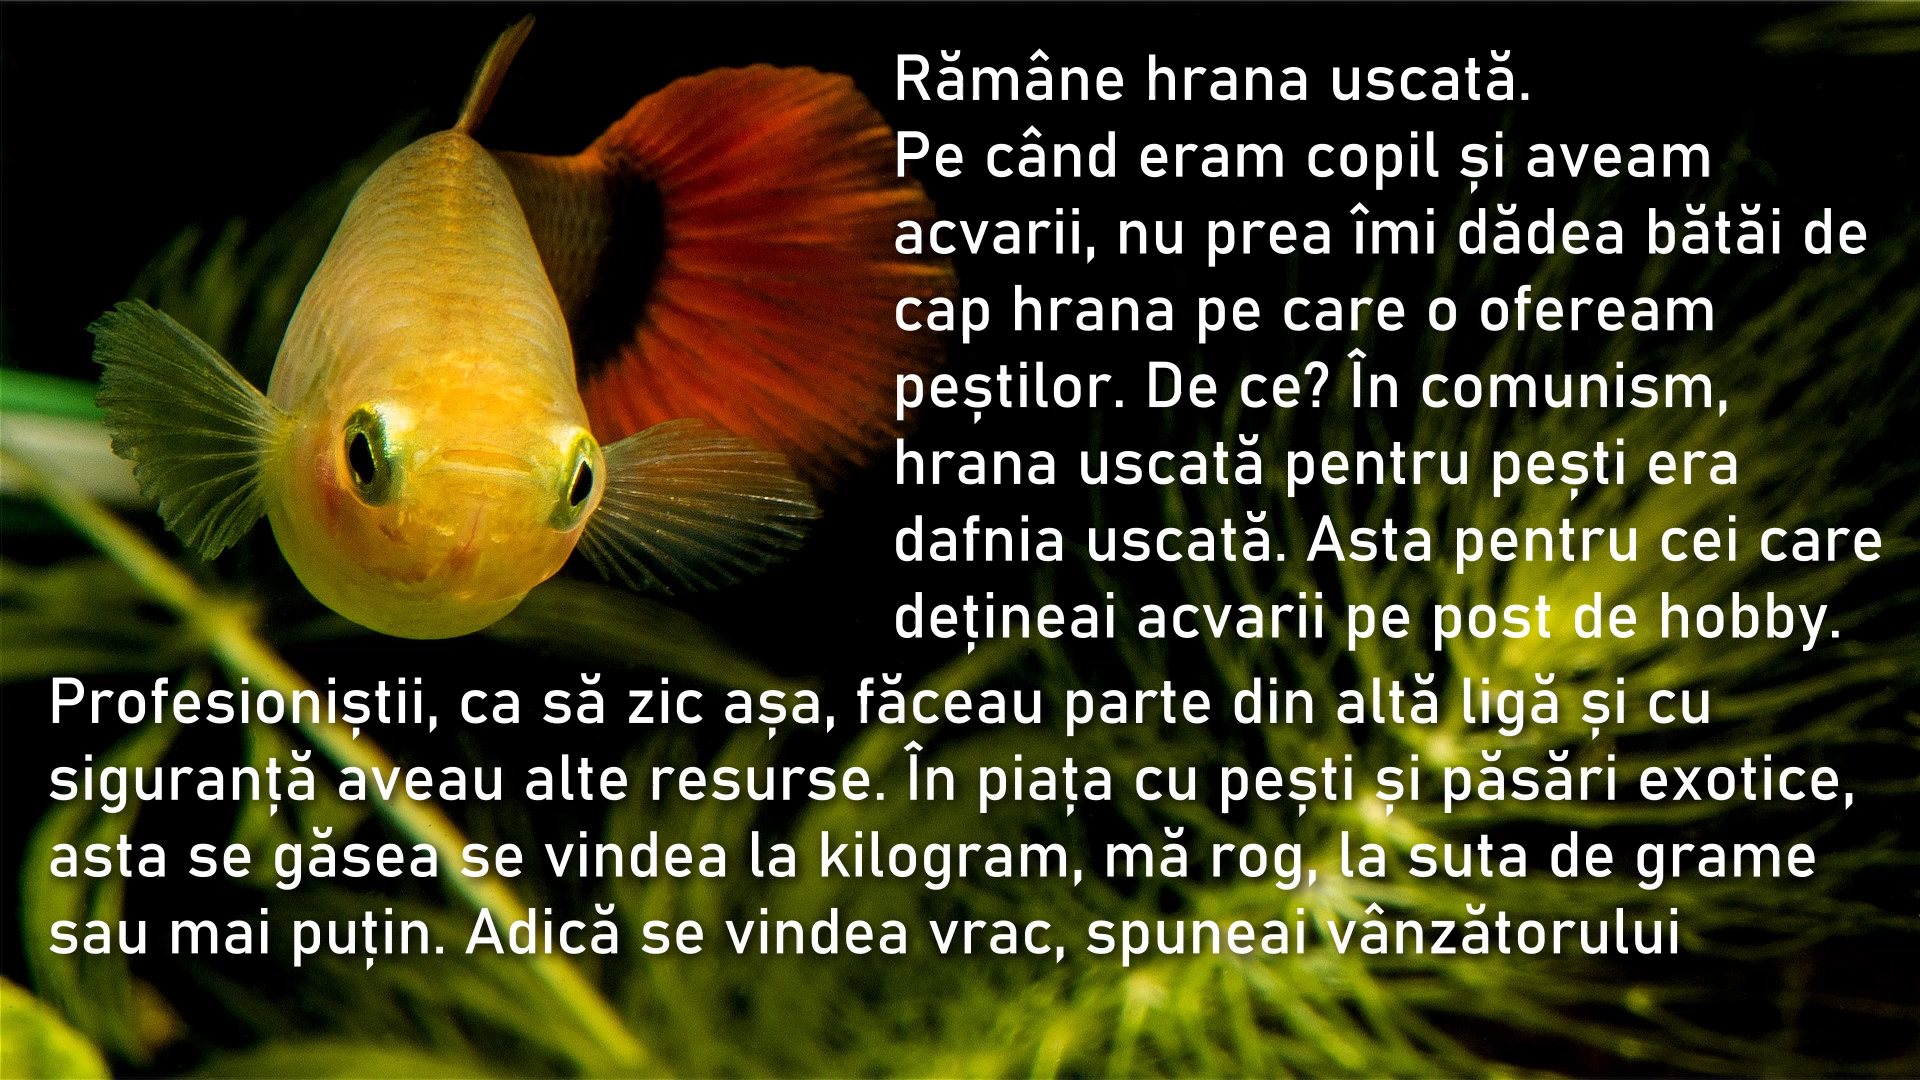 Rămâne hrana uscată.
Pe când eram copil și aveam
acvarii, nu prea îmi dădea bătăi de
cap hrana pe care o ofeream
peștilor. De ce? În comunism,
hrana uscată pentru pești era
dafnia uscată. Asta pentru cei care
dețineai acvarii pe post de hobby.
Profesioniștii, ca să zic așa, făceau parte din altă ligă și cu
siguranță aveau alte resurse. În piața cu pești și păsări exotice,
asta se găsea se vindea la kilogram, mă rog, la suta de grame
sau mai puțin. Adică se vindea vrac, spuneai vânzătorului